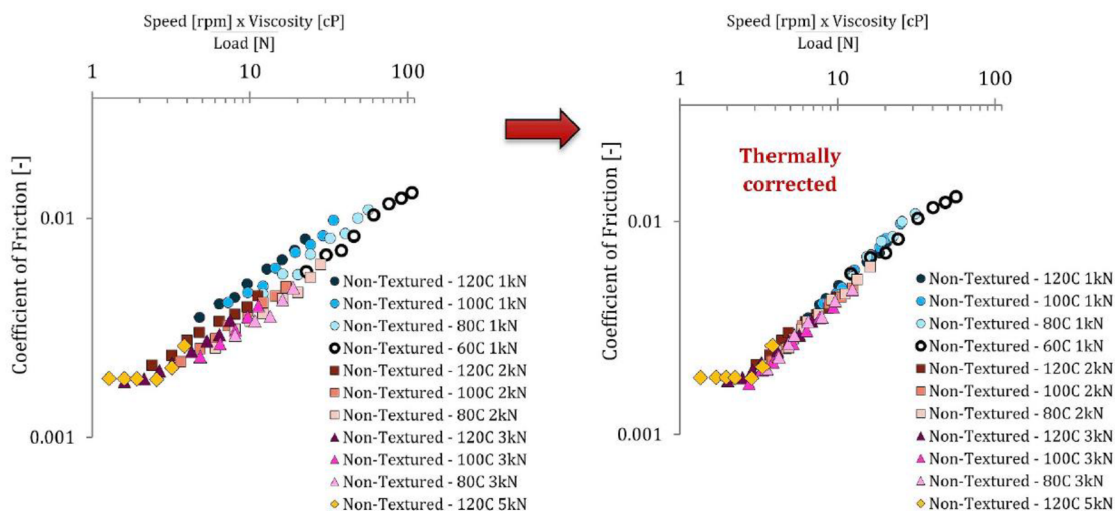 Speed [rpm] x Viscosity [cP]
Load [N]
1 10 100
Coefficient of Friction [-]
0.01
0.001
Non-Textured - 120C 1kN
Non-Textured - 100C 1kN
Non-Textured - 80C 1kN
Non-Textured - 60C 1kN
Non-Textured - 120C 2kN
Non-Textured - 100C 2kN
Non-Textured - 80C 2kN
Non-Textured - 120C 3kN
Non-Textured - 100C 3kN
Non-Textured - 80C 3kN
Non-Textured - 120C 5kN
Speed [rpm] x Viscosity [cP]
Load [N]
1 10 100
Coefficient of Friction [-]
Thermally
corrected
0.01
0.001
Non-Textured - 120C 1kN
Non-Textured - 100C 1kN
Non-Textured - 80C 1kN
Non-Textured - 60C 1kN
Non-Textured - 120C 2kN
Non-Textured - 100C 2kN
Non-Textured - 80C 2kN
Non-Textured - 120C 3kN
Non-Textured - 100C 3kN
Non-Textured - 80C 3kN
Non-Textured - 120C 5kN